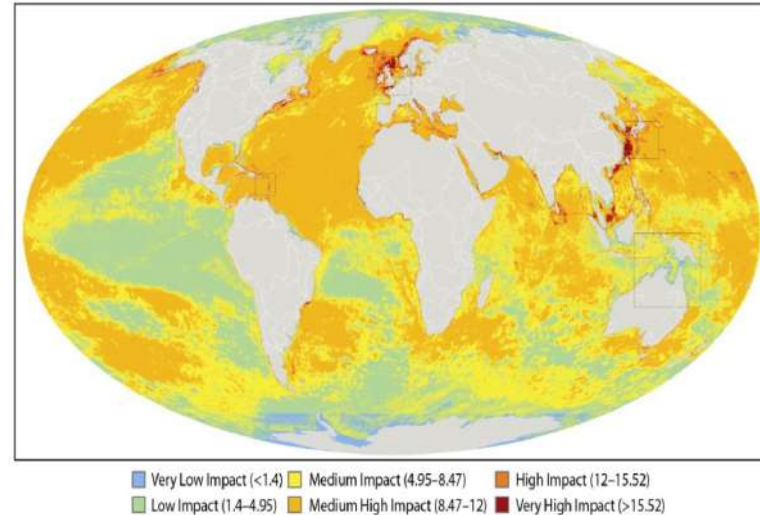 Very Low Impact (<1.4) Medium Impact (4.95–8.47) High Impact (12–15.52)
Low Impact (1.4–4.95) Medium High Impact (8.47–12) Very High Impact (>15.52)